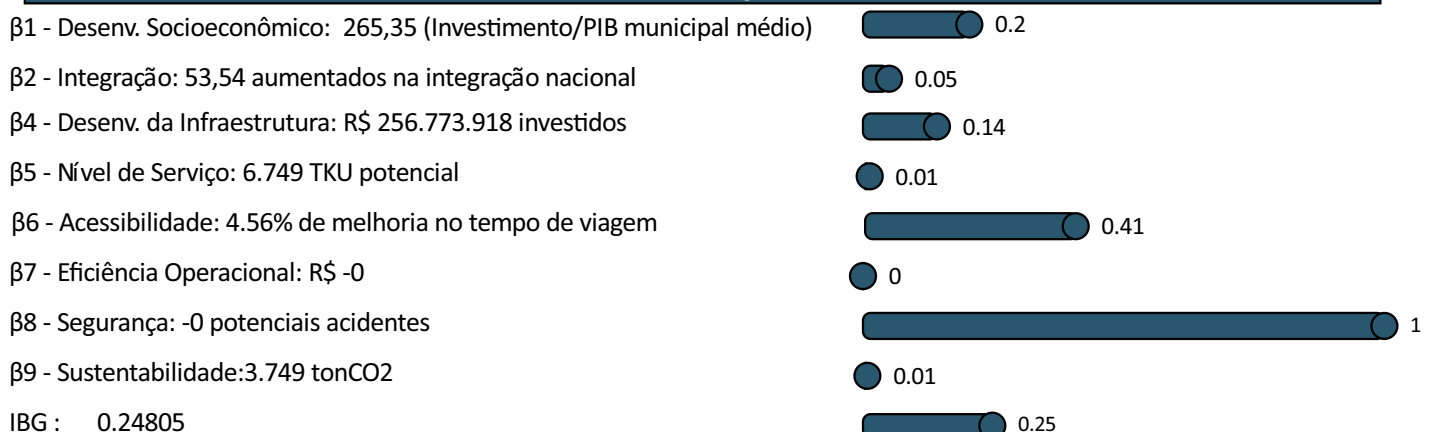 β1 - Desenv. Socioeconômico:  265,35 (Investimento/PIB municipal médio) 0.2
β2 - Integração: 53,54 aumentados na integração nacional 0.05
β4 - Desenv. da Infraestrutura: R$ 256.773.918 investidos 0.14
β5 - Nível de Serviço: 6.749 TKU potencial 0.01
β6 - Acessibilidade: 4.56% de melhoria no tempo de viagem 0.41
β7 - Eficiência Operacional: R$ -0 0
β8 - Segurança: -0 potenciais acidentes 1
β9 - Sustentabilidade:3.749 tonCO2 0.01
IBG :    0.24805 0.25